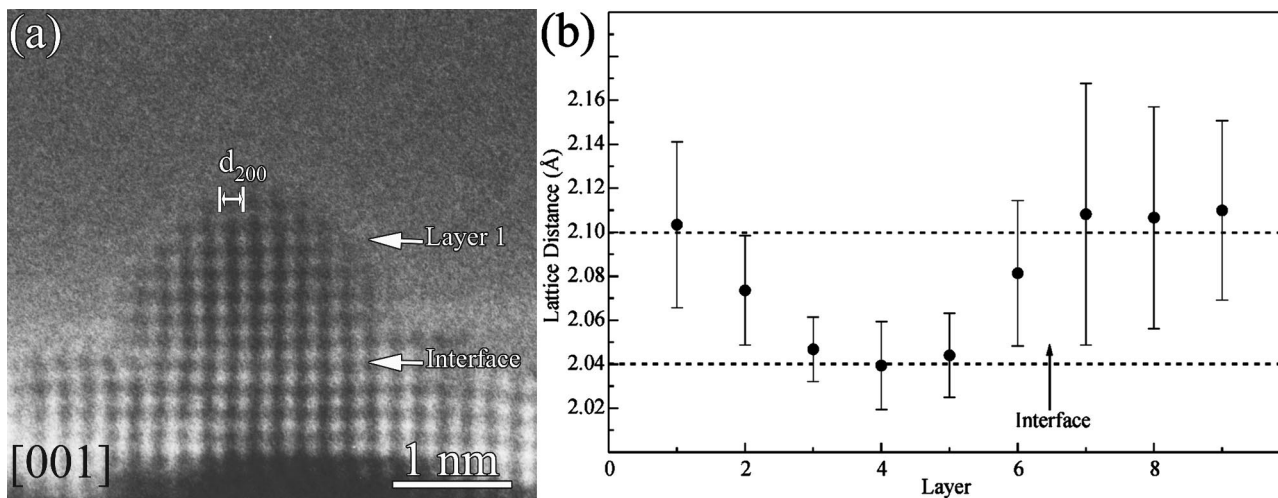 (a)
d200
Layer 1
Interface
[001]
1 nm
(b)
Lattice Distance (Å)
2.16
2.14
2.12
2.10
2.08
2.06
2.04
2.02
Interface
0 2 4 6 8
Layer